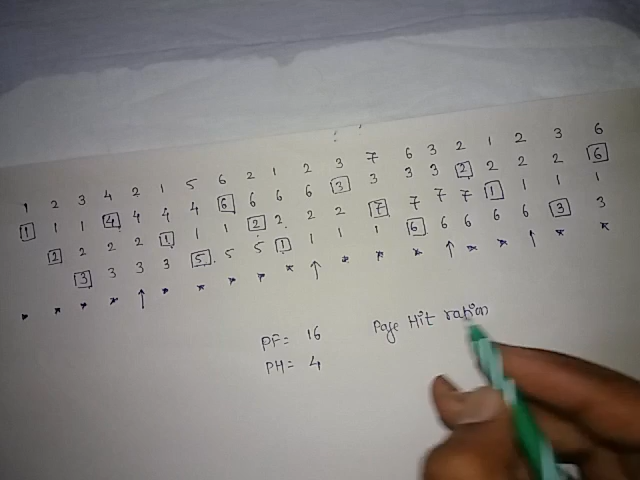 1 2 3 4 2 1 5 6 2 1 2 3 7 6 3 2 1 2 3 6
1 1 1 4 4 4 4 6 6 6 6 3 3 3 3 2 2 2 2 6
2 2 2 2 1 1 1 2 2 2 2 7 7 7 7 1 1 1 1
3 3 3 3 5 5 5 1 1 1 1 6 6 6 6 6 3 3
* * * * ↑ * * * * * ↑ * * * ↑ * * ↑ * *
PF = 16 Page Hit ration
PH = 4